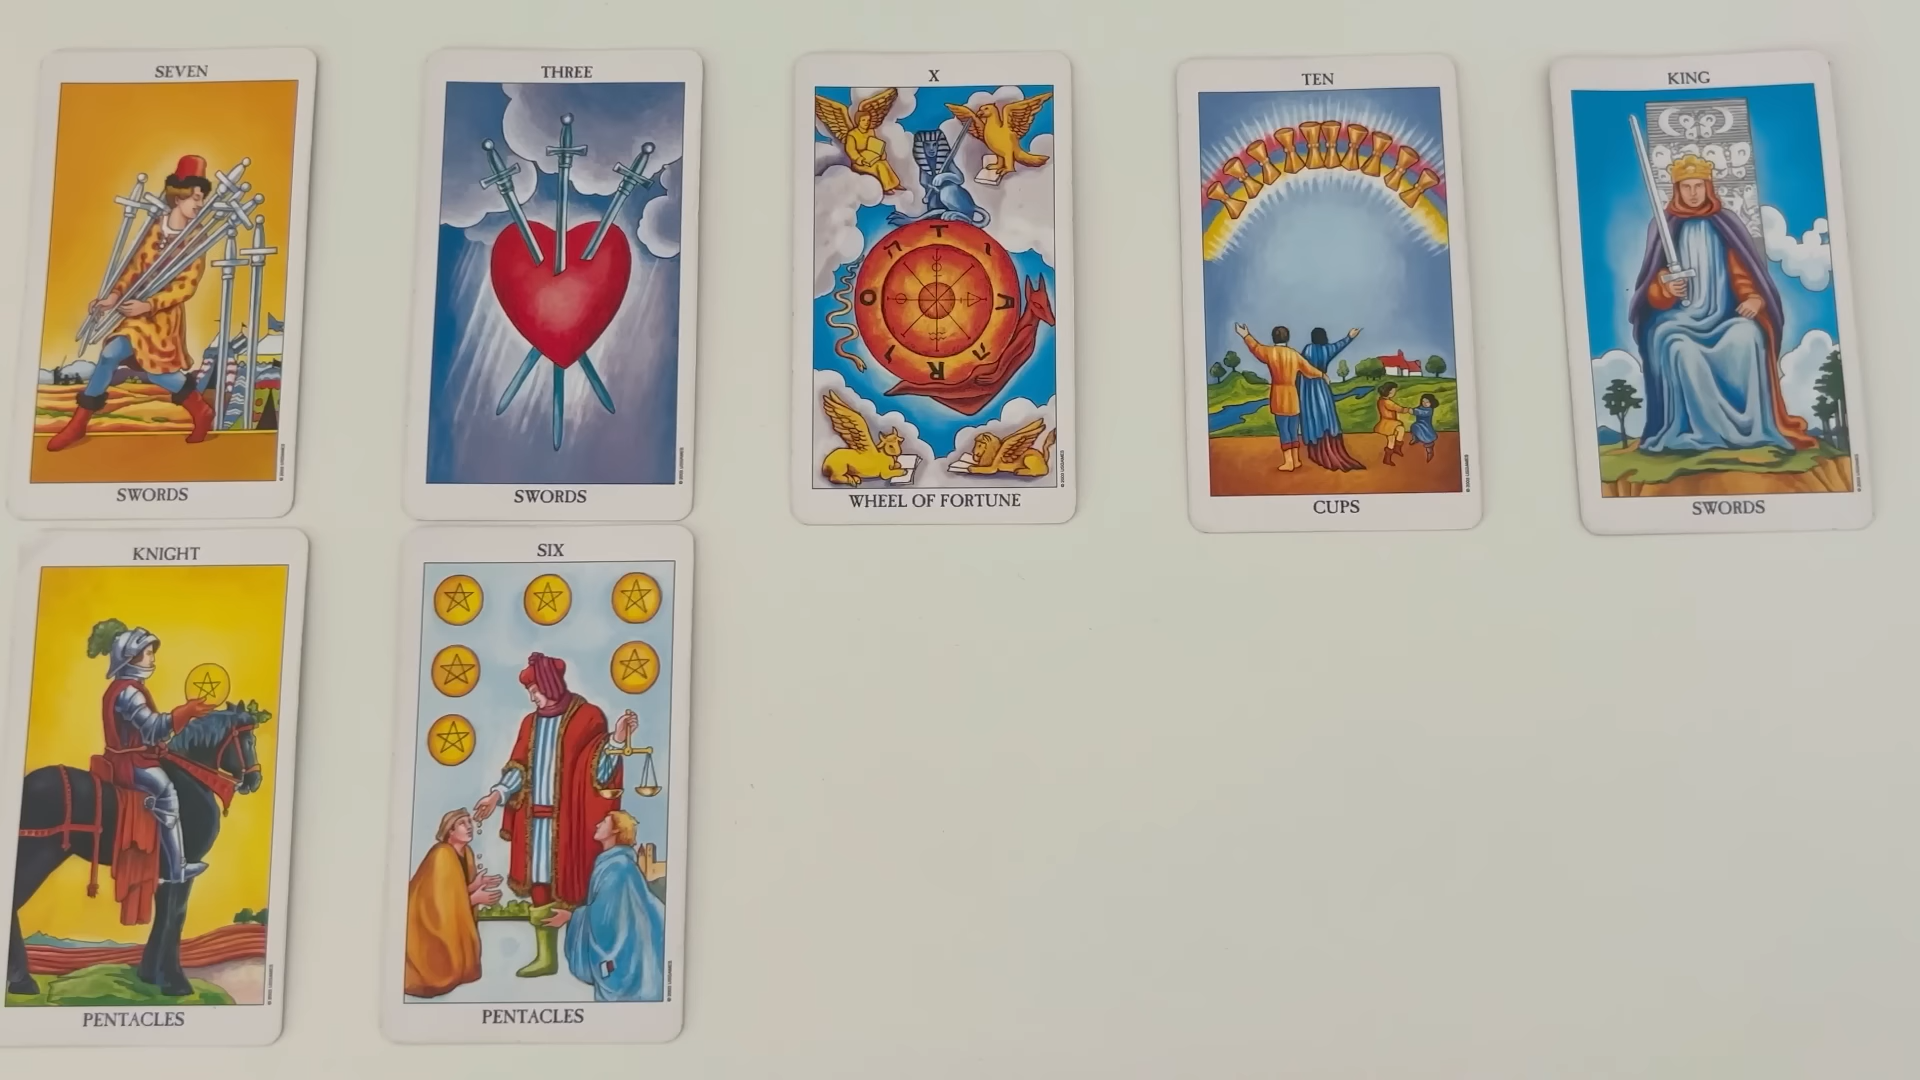 SEVEN
SWORDS
THREE
SWORDS
X
WHEEL OF FORTUNE
TEN
CUPS
KING
SWORDS
KNIGHT
PENTACLES
SIX
PENTACLES